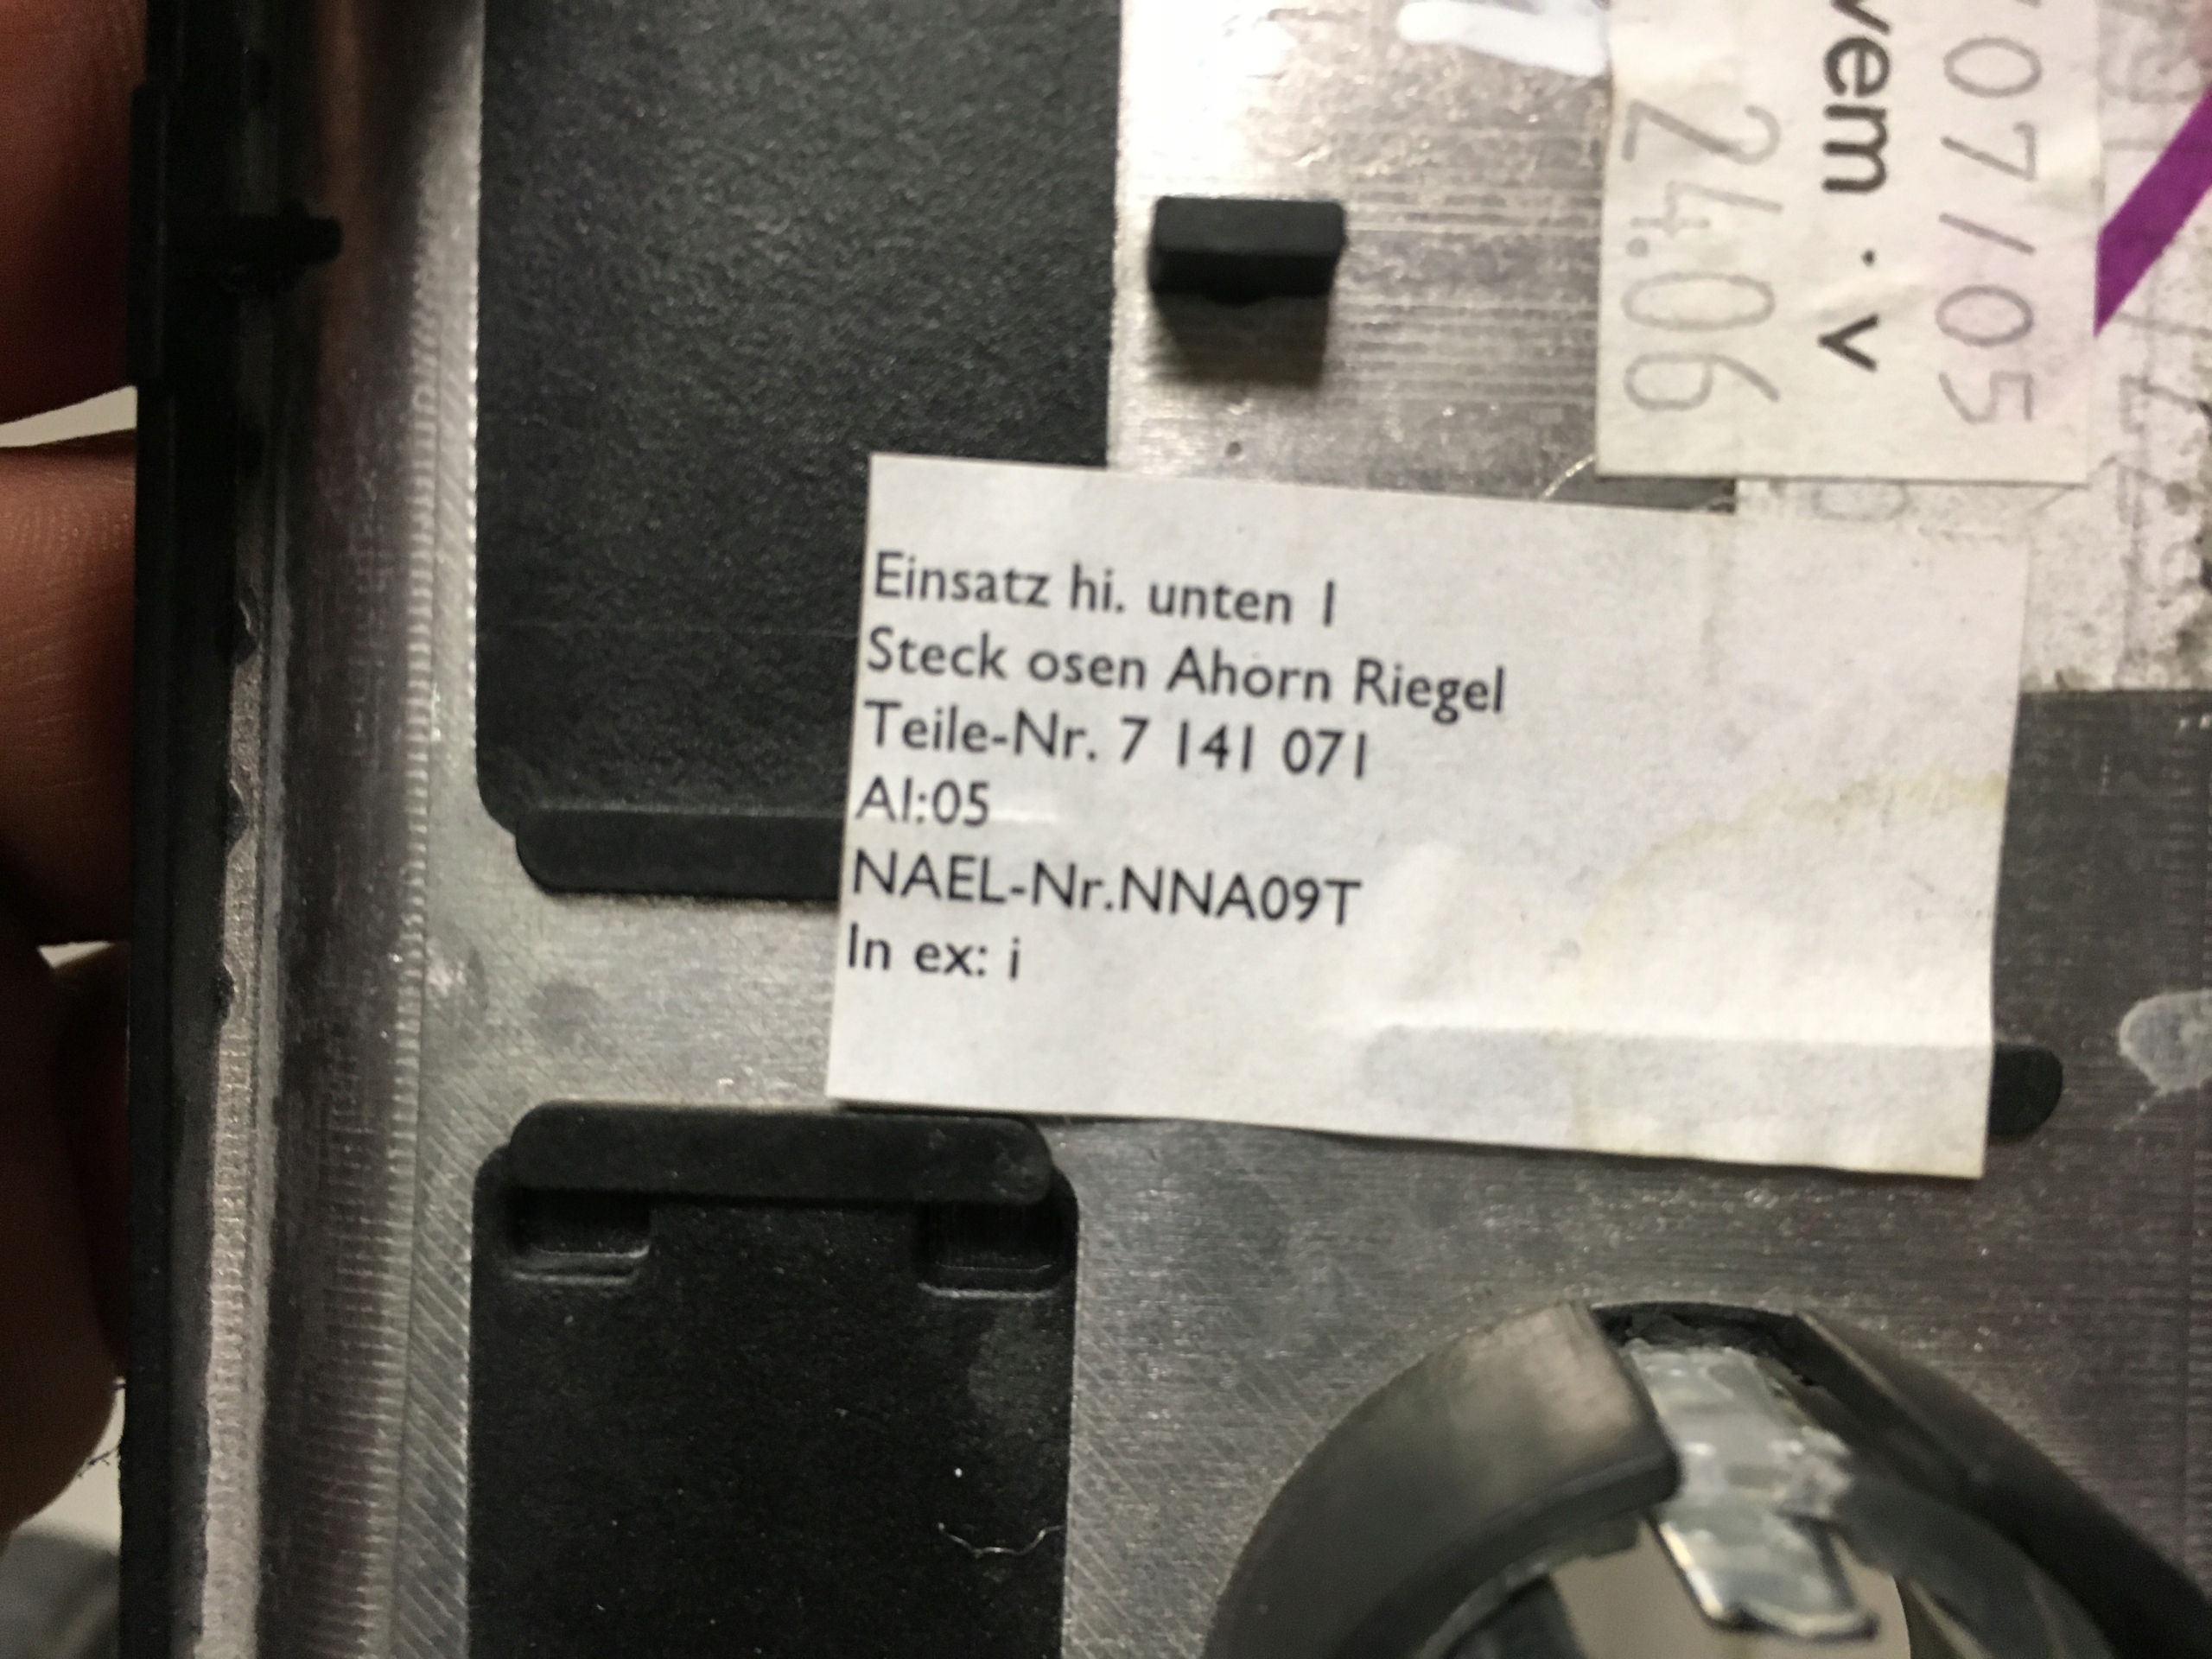 Einsatz hi. unten 1
Steck osen Ahorn Riegel
Teile-Nr. 7 141 071
AI:05
NAEL-Nr.NNA09T
In ex: i
07/05
vem · v
24.06